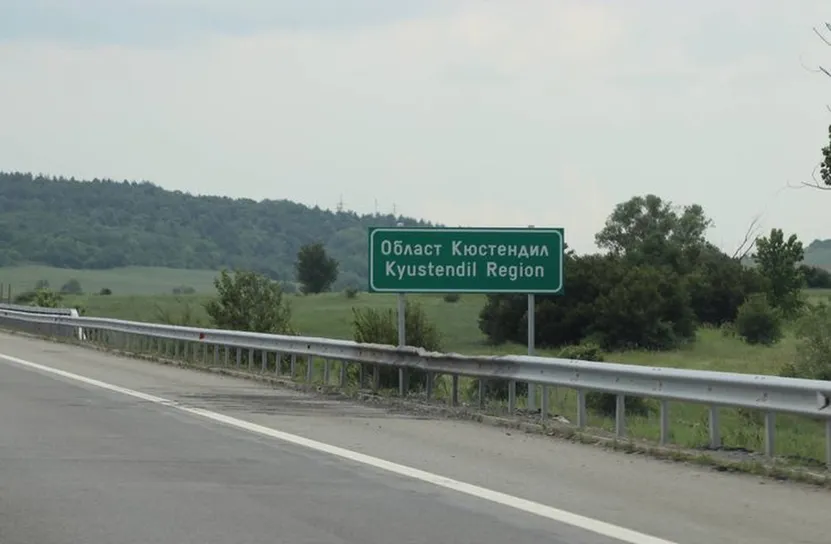 Област Кюстендил
Kyustendil Region